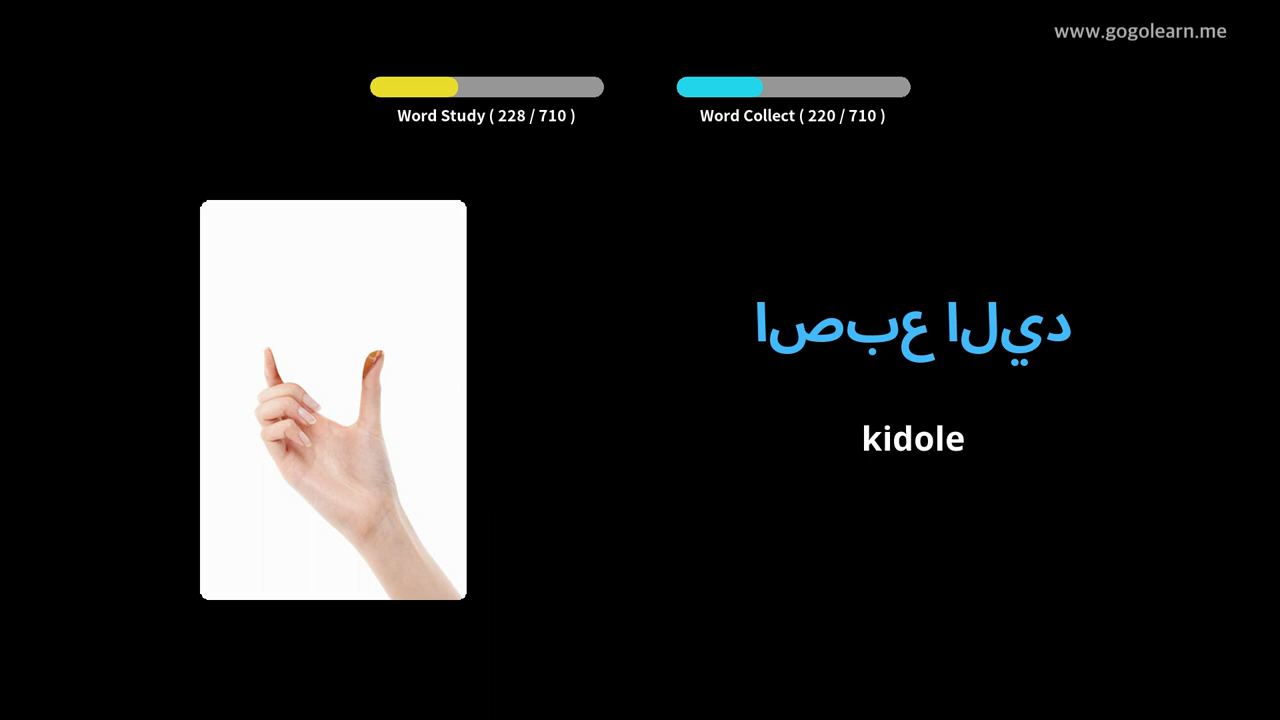 www.gogolearn.me
Word Study ( 228 / 710 )
Word Collect ( 220 / 710 )
اصبع اليد
kidole